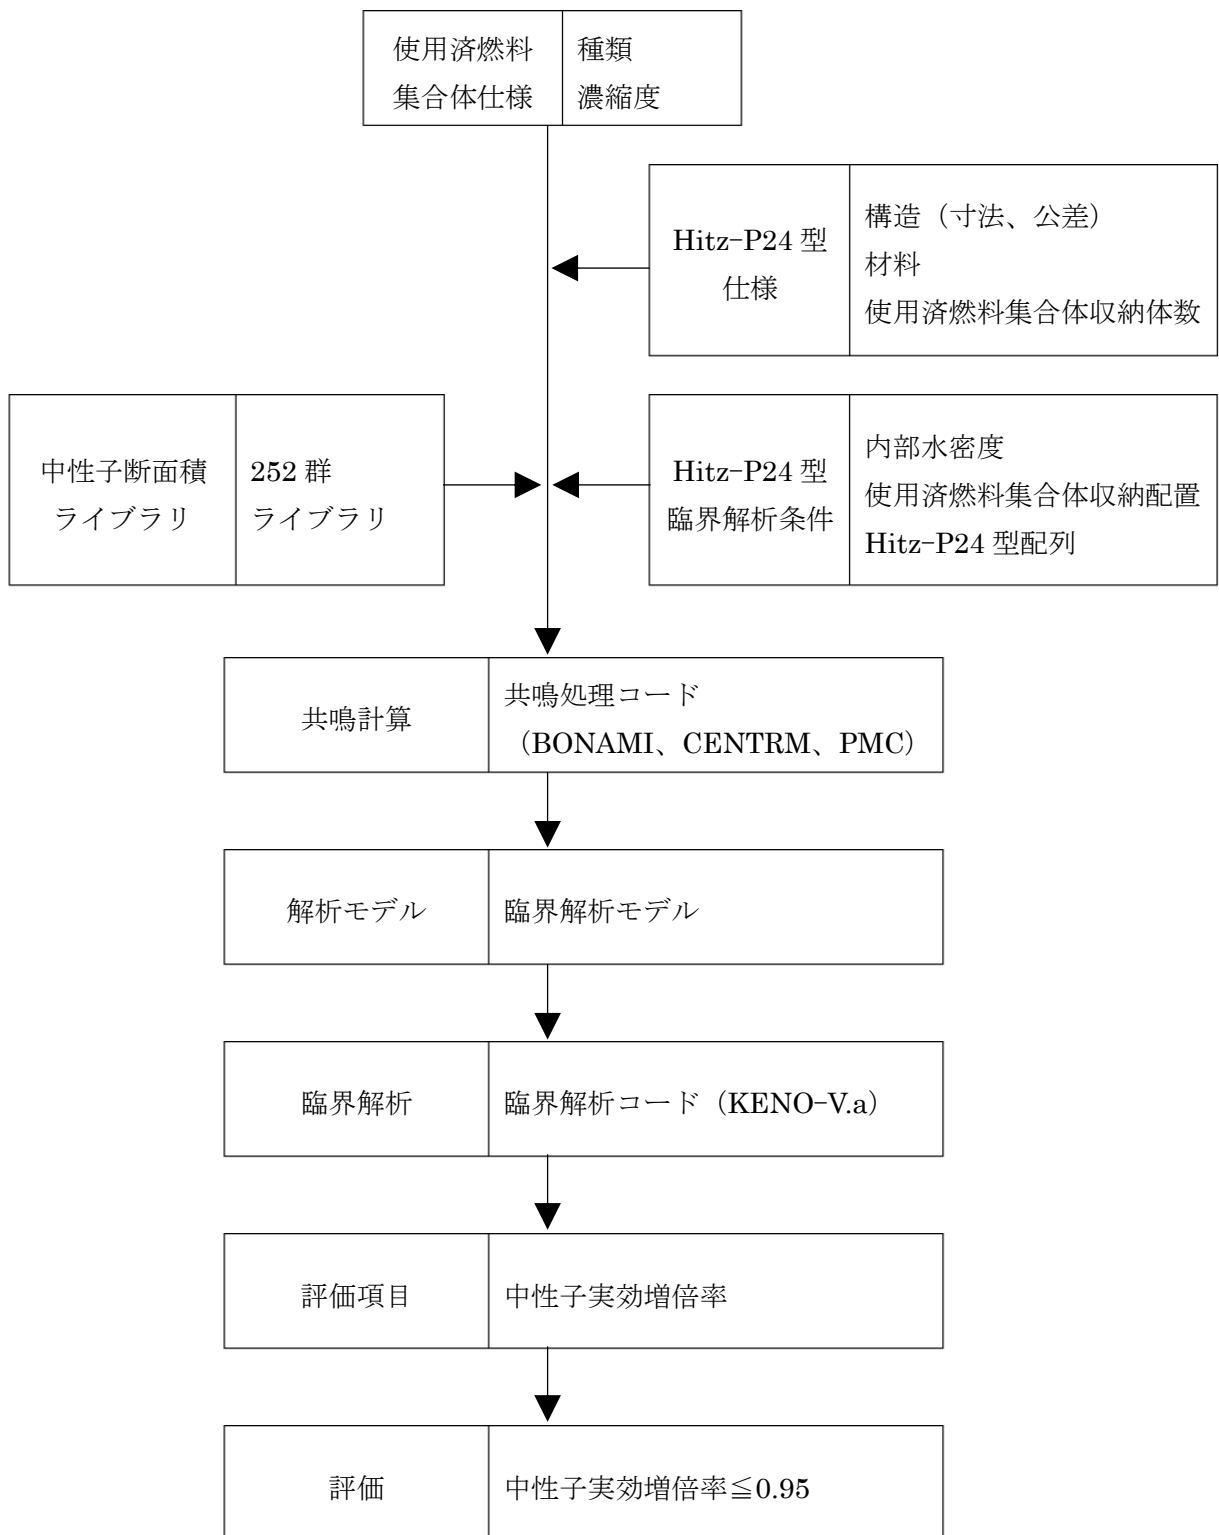 使用済燃料
集合体仕様
種類
濃縮度
Hitz-P24 型
仕様
構造（寸法、公差）
材料
使用済燃料集合体収納体数
中性子断面積
ライブラリ
252 群
ライブラリ
Hitz-P24 型
臨界解析条件
内部水密度
使用済燃料集合体収納配置
Hitz-P24 型配列
共鳴計算
共鳴処理コード
（BONAMI、CENTRM、PMC）
解析モデル
臨界解析モデル
臨界解析
臨界解析コード（KENO-V.a）
評価項目
中性子実効増倍率
評価
中性子実効増倍率≦0.95